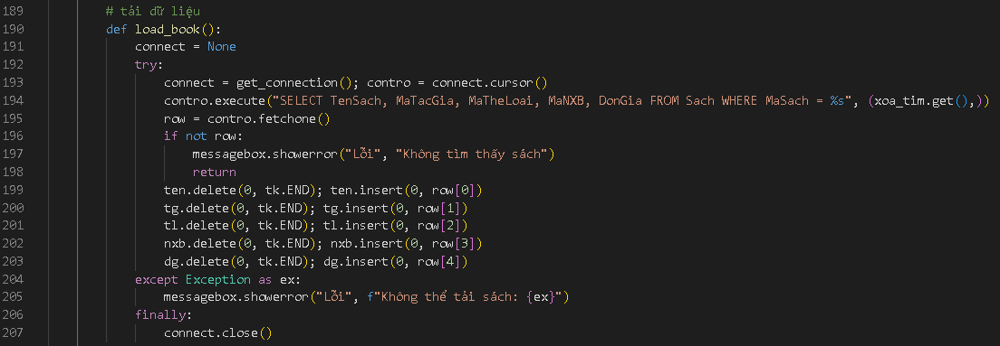 189 # tải dữ liệu
190 def load_book():
191 connect = None
192 try:
193 connect = get_connection(); contro = connect.cursor()
194 contro.execute("SELECT TenSach, MaTacGia, MaTheLoai, MaNXB, DonGia FROM Sach WHERE MaSach = %s", (xoa_tim.get(),))
195 row = contro.fetchone()
196 if not row:
197 messagebox.showerror("Lỗi", "Không tìm thấy sách")
198 return
199 ten.delete(0, tk.END); ten.insert(0, row[0])
200 tg.delete(0, tk.END); tg.insert(0, row[1])
201 tl.delete(0, tk.END); tl.insert(0, row[2])
202 nxb.delete(0, tk.END); nxb.insert(0, row[3])
203 dg.delete(0, tk.END); dg.insert(0, row[4])
204 except Exception as ex:
205 messagebox.showerror("Lỗi", f"Không thể tải sách: {ex}")
206 finally:
207 connect.close()